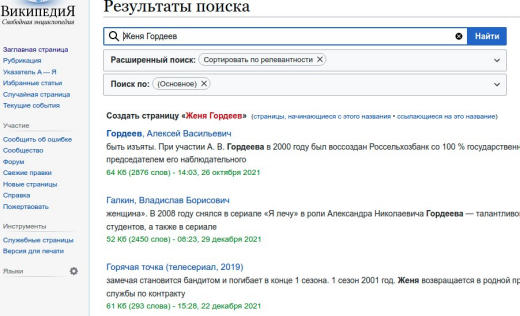 Результаты поиска
ВикипедиЯ
Свободная энциклопедия
Заглавная страница
Рубрикация
Указатель А — Я
Избранные статьи
Случайная страница
Текущие события
Участие
Сообщить об ошибке
Сообщество
Форум
Свежие правки
Новые страницы
Справка
Пожертвовать
Инструменты
Служебные страницы
Версия для печати
Языки
Женя Гордеев
Найти
Расширенный поиск: Сортировать по релевантности
Поиск по: (Основное)
Создать страницу «Женя Гордеев» (страницы, начинающиеся с этого названия • ссылающиеся на это название)
Гордеев, Алексей Васильевич
быть изъяты. При участии А. В. Гордеева в 2000 году был воссоздан Россельхозбанк со 100 % государственн
председателем его наблюдательного
64 Кб (2876 слов) - 14:03, 26 октября 2021
Галкин, Владислав Борисович
женщина». В 2008 году снялся в сериале «Я лечу» в роли Александра Николаевича Гордеева — талантливо
студентов, а также в сериале
52 Кб (2450 слов) - 08:23, 29 декабря 2021
Горячая точка (телесериал, 2019)
замечая становится бандитом и погибает в конце 1 сезона. 1 сезон 2001 год. Женя возвращается в родной пр
службы по контракту
61 Кб (293 слова) - 15:28, 22 декабря 2021